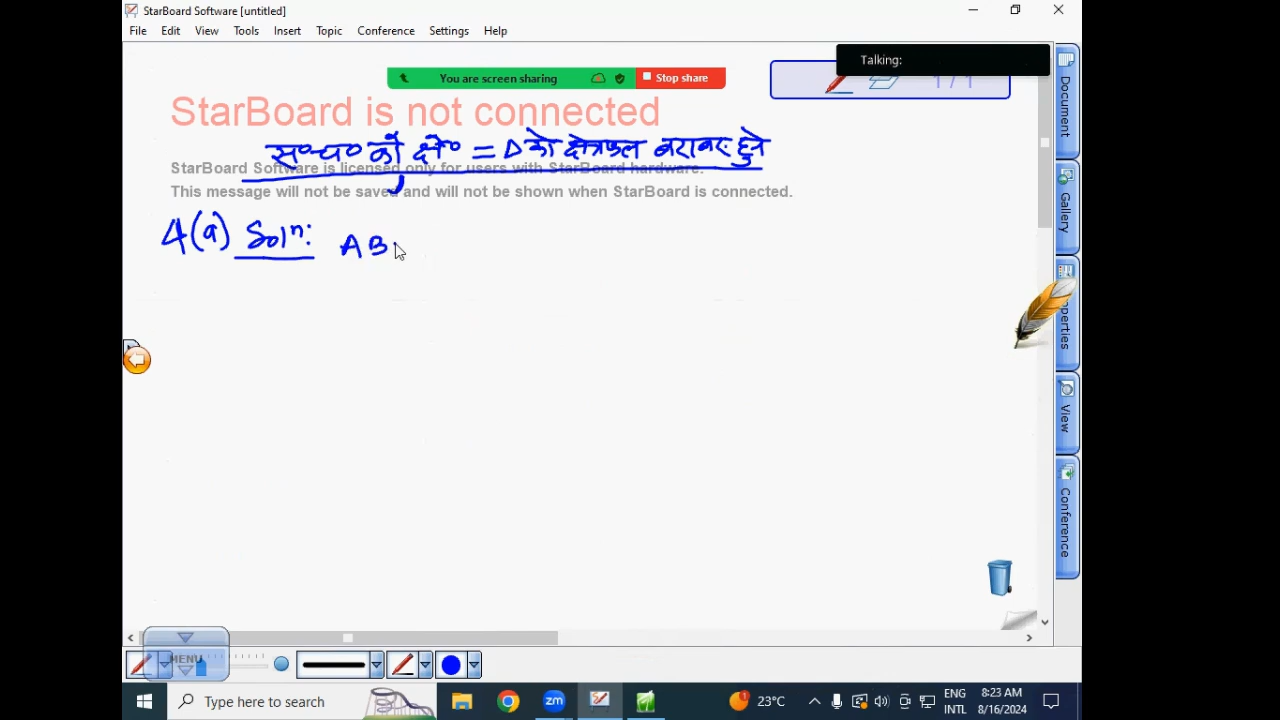 StarBoard Software [untitled]
File Edit View Tools Insert Topic Conference Settings Help
Talking:
You are screen sharing Stop share
1 / 1
StarBoard is not connected
स०च० को क्षे० = Δ को क्षेत्रफल बराबर हुने
StarBoard Software is licensed only for users with StarBoard hardware.
This message will not be saved and will not be shown when StarBoard is connected.
4(a) Solⁿ: AB
Document
Gallery
Properties
View
Conference
MENU
Type here to search
23°C
ENG
INTL
8:23 AM
8/16/2024